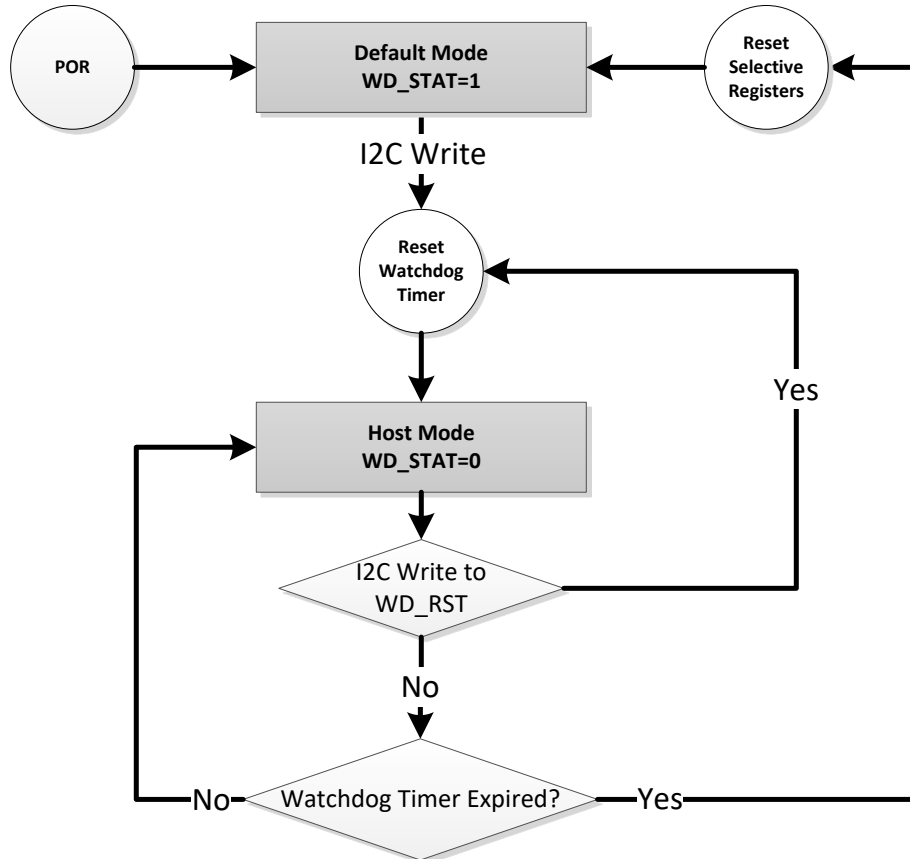 POR
Default Mode
WD_STAT=1
Reset
Selective
Registers
I2C Write
Reset
Watchdog
Timer
Yes
Host Mode
WD_STAT=0
I2C Write to
WD_RST
No
No
Watchdog Timer Expired?
Yes